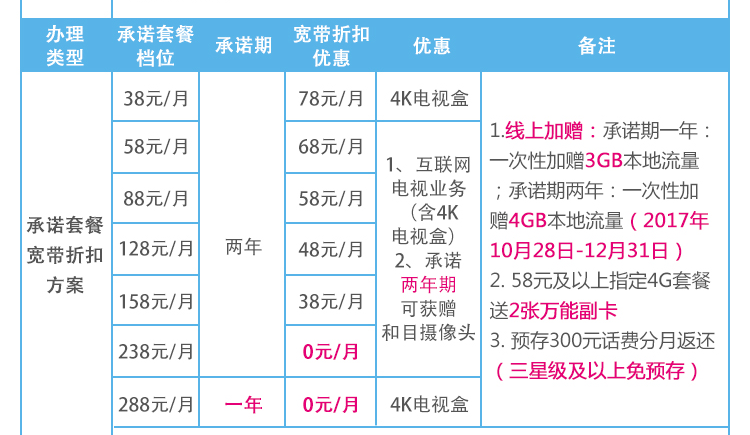 办理
类型
承诺套餐
档位
承诺期
宽带折扣
优惠
优惠
备注
承诺套餐
宽带折扣
方案
38元/月
58元/月
88元/月
128元/月
158元/月
238元/月
288元/月
两年
一年
78元/月
68元/月
58元/月
48元/月
38元/月
0元/月
0元/月
4K电视盒
1、互联网
电视业务
（含4K
电视盒）
2、承诺
两年期
可获赠
和目摄像头
4K电视盒
1.线上加赠：承诺期一年：
一次性加赠3GB本地流量
；承诺期两年：一次性加
赠4GB本地流量（2017年
10月28日-12月31日）
2. 58元及以上指定4G套餐
送2张万能副卡
3. 预存300元话费分月返还
（三星级及以上免预存）